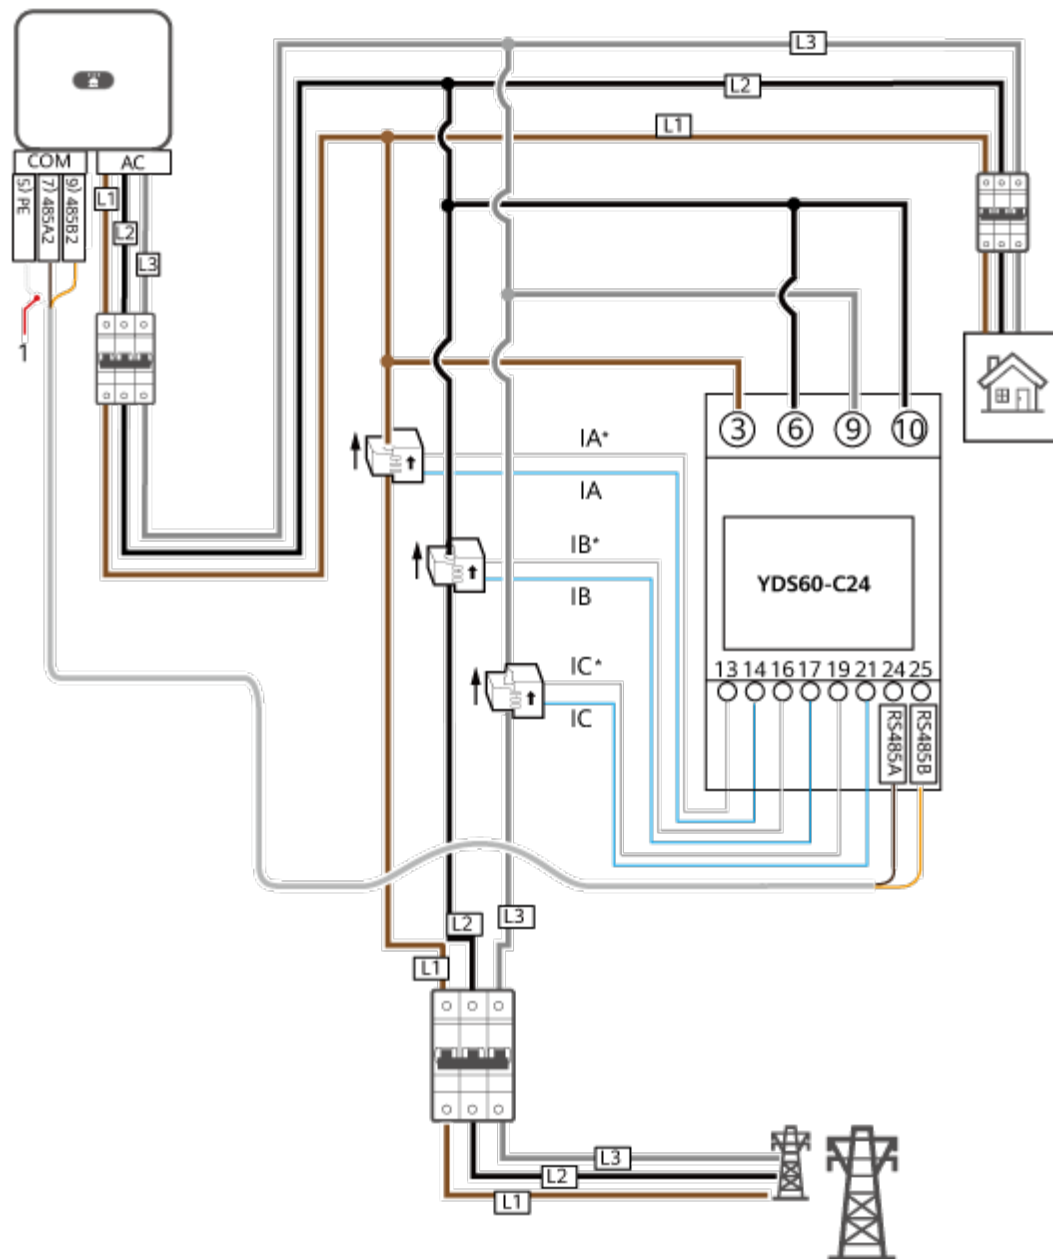 L3
L2
L1
COM
AC
5) PE
7) 485A2
9) 485B2
L1
L2
L3
1
3
6
9
10
IA*
IA
IB*
IB
YDS60-C24
IC*
IC
13 14 16 17 19 21 24 25
RS485A
RS485B
L2
L3
L1
L3
L2
L1